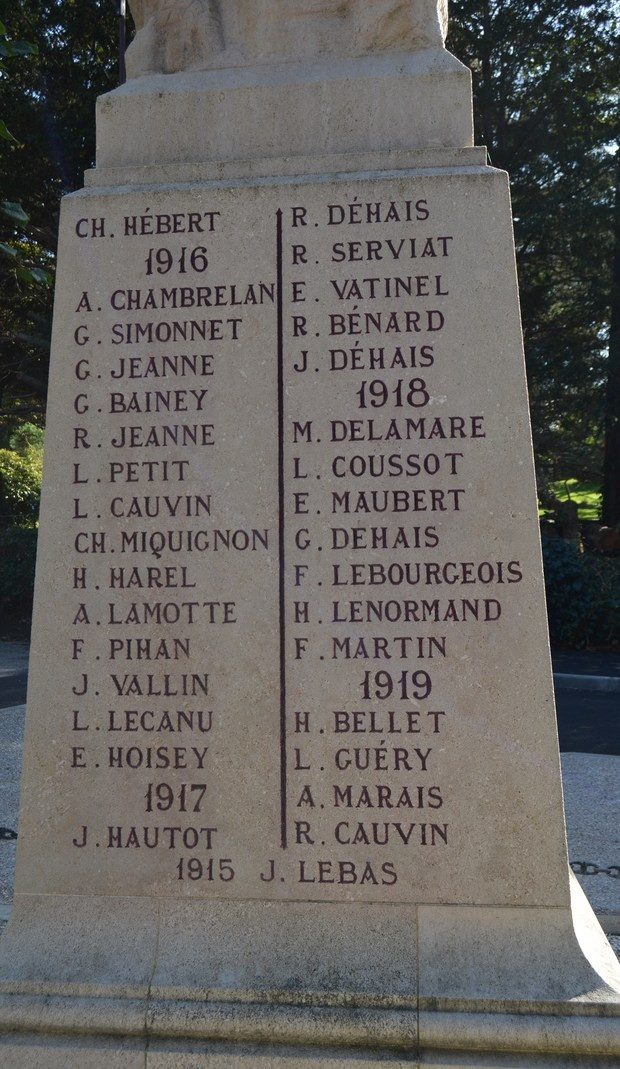 CH. HÉBERT
1916
A. CHAMBRELAN
G. SIMONNET
G. JEANNE
G. BAINEY
R. JEANNE
L. PETIT
L. CAUVIN
CH. MIQUIGNON
H. HAREL
A. LAMOTTE
F. PIHAN
J. VALLIN
L. LECANU
E. HOISEY
1917
J. HAUTOT
R. DÉHAIS
R. SERVIAT
E. VATINEL
R. BÉNARD
J. DÉHAIS
1918
M. DELAMARE
L. COUSSOT
E. MAUBERT
G. DEHAIS
F. LEBOURGEOIS
H. LENORMAND
F. MARTIN
1919
H. BELLET
L. GUÉRY
A. MARAIS
R. CAUVIN
1915 J. LEBAS